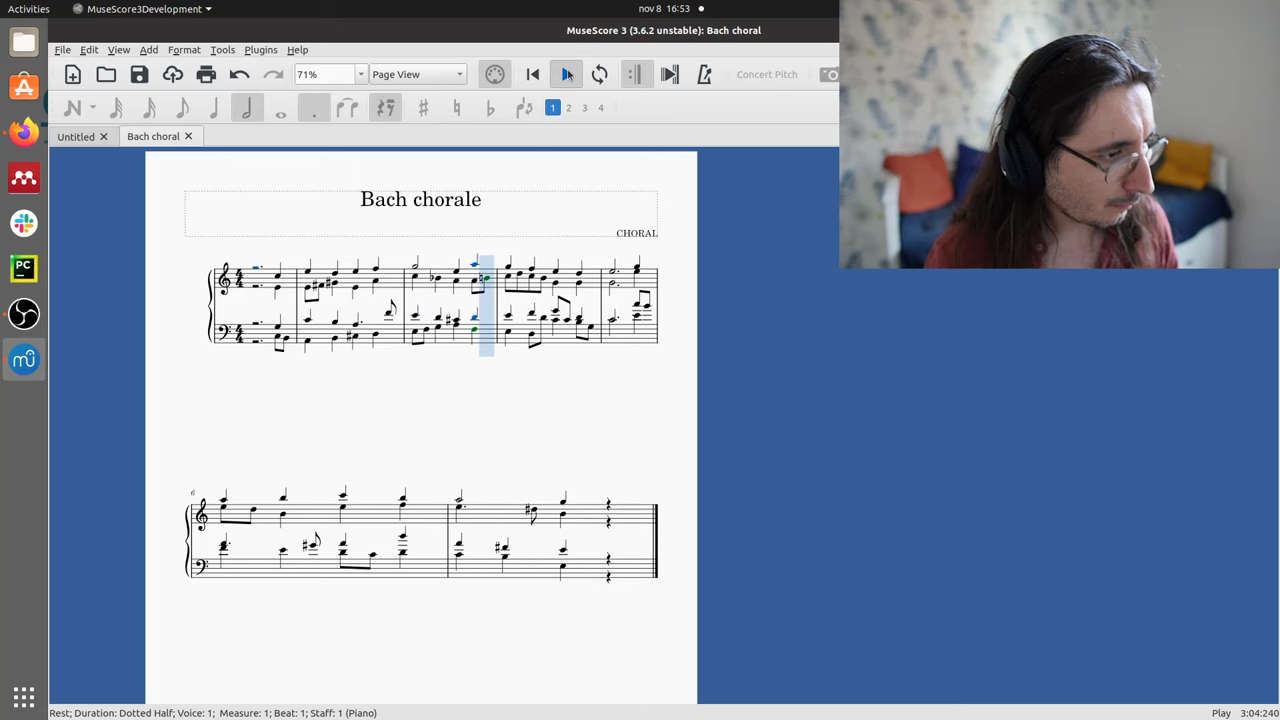 Activities
MuseScore3Development
nov 8 16:53
MuseScore 3 (3.6.2 unstable): Bach choral
File Edit View Add Format Tools Plugins Help
71% Page View Concert Pitch
1 2 3 4
Untitled Bach choral
Bach chorale
CHORAL
6
PC
mû
Rest; Duration: Dotted Half; Voice: 1; Measure: 1; Beat: 1; Staff: 1 (Piano)
Play 3:04:240